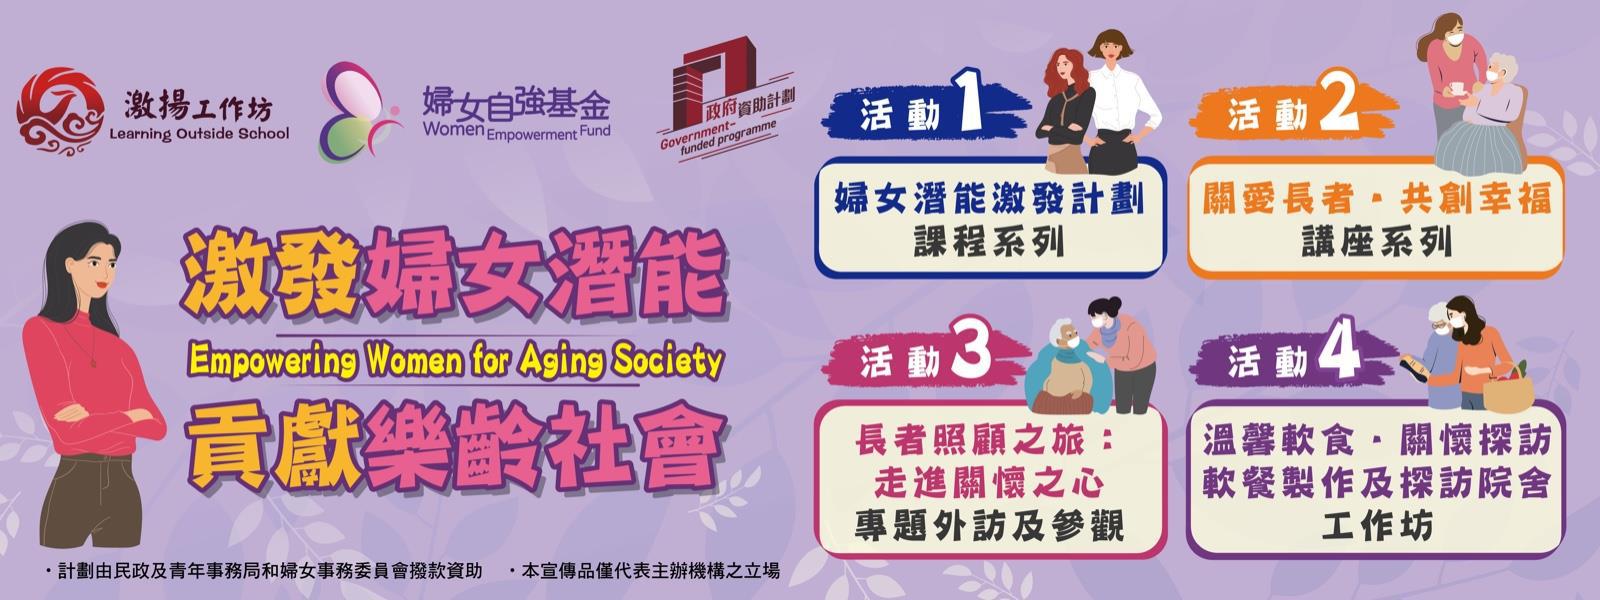 激揚工作坊
Learning Outside School
婦女自強基金
Women Empowerment Fund
政府資助計劃
Government-
funded programme
激發婦女潛能
Empowering Women for Aging Society
貢獻樂齡社會
・計劃由民政及青年事務局和婦女事務委員會撥款資助
・本宣傳品僅代表主辦機構之立場
活動1
婦女潛能激發計劃
課程系列
活動2
關愛長者・共創幸福
講座系列
活動3
長者照顧之旅：
走進關懷之心
專題外訪及參觀
活動4
溫馨軟食・關懷探訪
軟餐製作及探訪院舍
工作坊